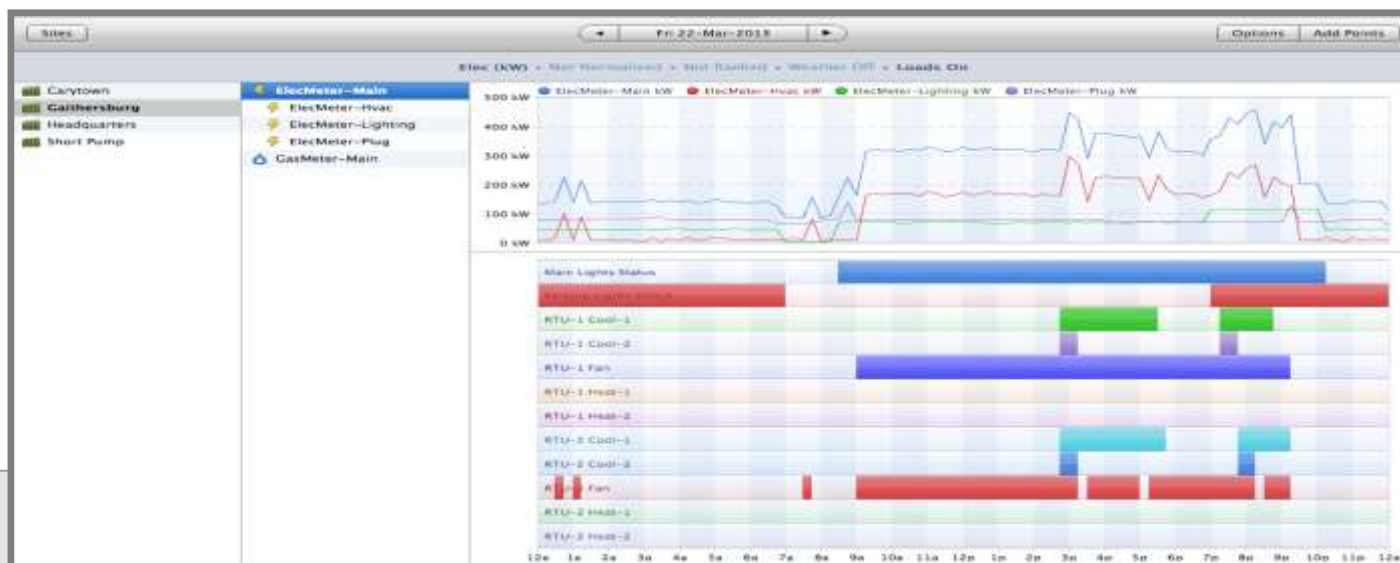 Sites
Fri 22-Mar-2013
Options
Add Points
Elec (kW) - Not Normalized - Not Ranked - Weather Off - Loads On
Carytown
Gaithersburg
Headquarters
Short Pump
ElecMeter-Main
ElecMeter-Hvac
ElecMeter-Lighting
ElecMeter-Plug
GasMeter-Main
ElecMeter-Main kW ElecMeter-Hvac kW ElecMeter-Lighting kW ElecMeter-Plug kW
500 kW
400 kW
300 kW
200 kW
100 kW
0 kW
Main Lights Status
Parking Lights Status
RTU-1 Cool-1
RTU-1 Cool-2
RTU-1 Fan
RTU-1 Heat-1
RTU-1 Heat-2
RTU-2 Cool-1
RTU-2 Cool-2
Fan
RTU-2 Heat-1
RTU-2 Heat-2
12a 1a 2a 3a 4a 5a 6a 7a 8a 9a 10a 11a 12p 1p 2p 3p 4p 5p 6p 7p 8p 9p 10p 11p 12a